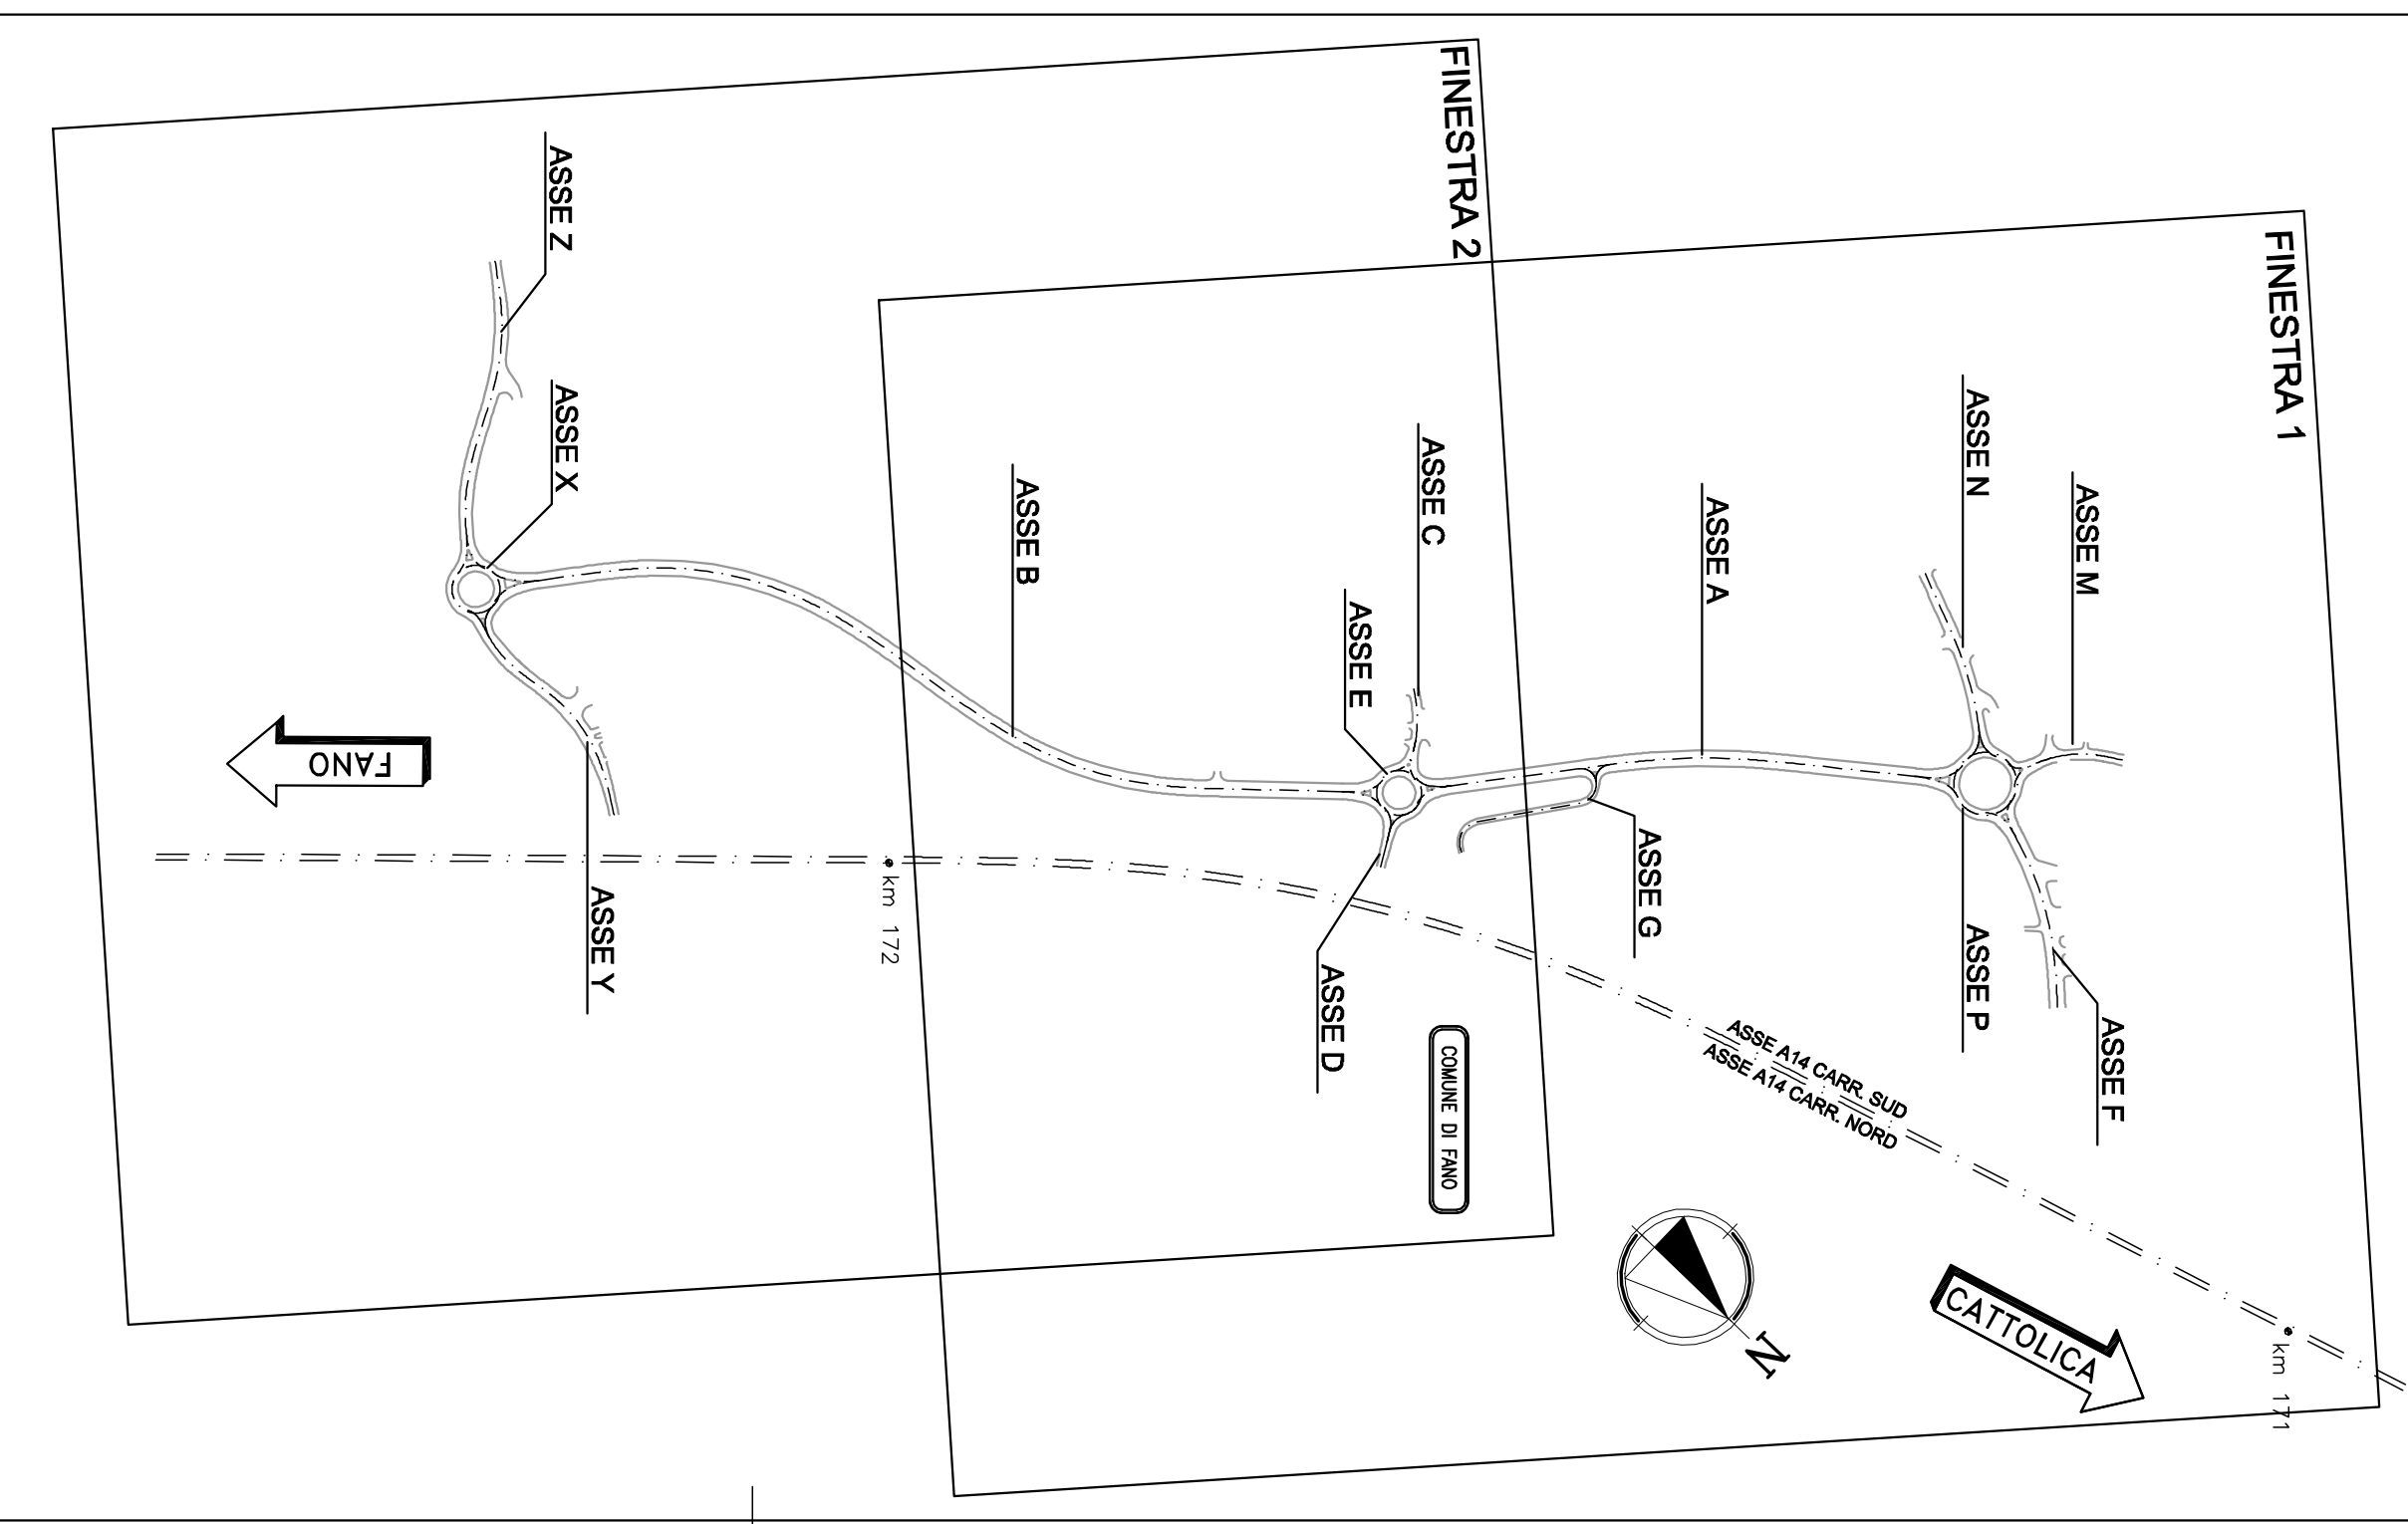 FINESTRA 1
FINESTRA 2
ASSE M
ASSE N
ASSE A
ASSE C
ASSE E
ASSE B
ASSE X
ASSE Z
ASSE F
ASSE P
ASSE G
ASSE D
ASSE Y
FANO
km 172
ASSE A14 CARR. SUD
ASSE A14 CARR. NORD
COMUNE DI FANO
N
CATTOLICA
km 171